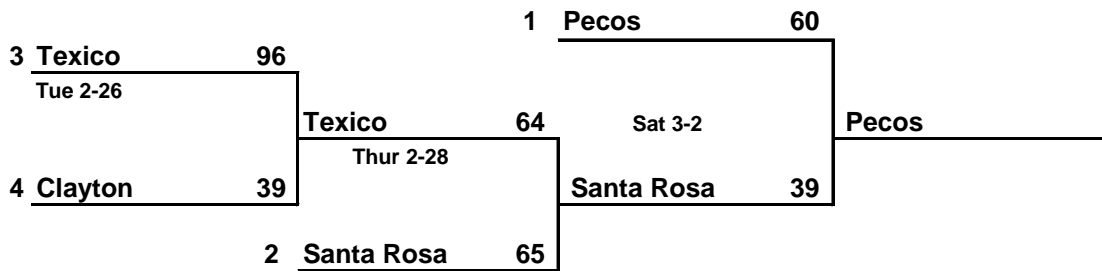 1 Pecos 60
3 Texico 96
Tue 2-26
Texico 64 Sat 3-2 Pecos
Thur 2-28
4 Clayton 39 Santa Rosa 39
2 Santa Rosa 65